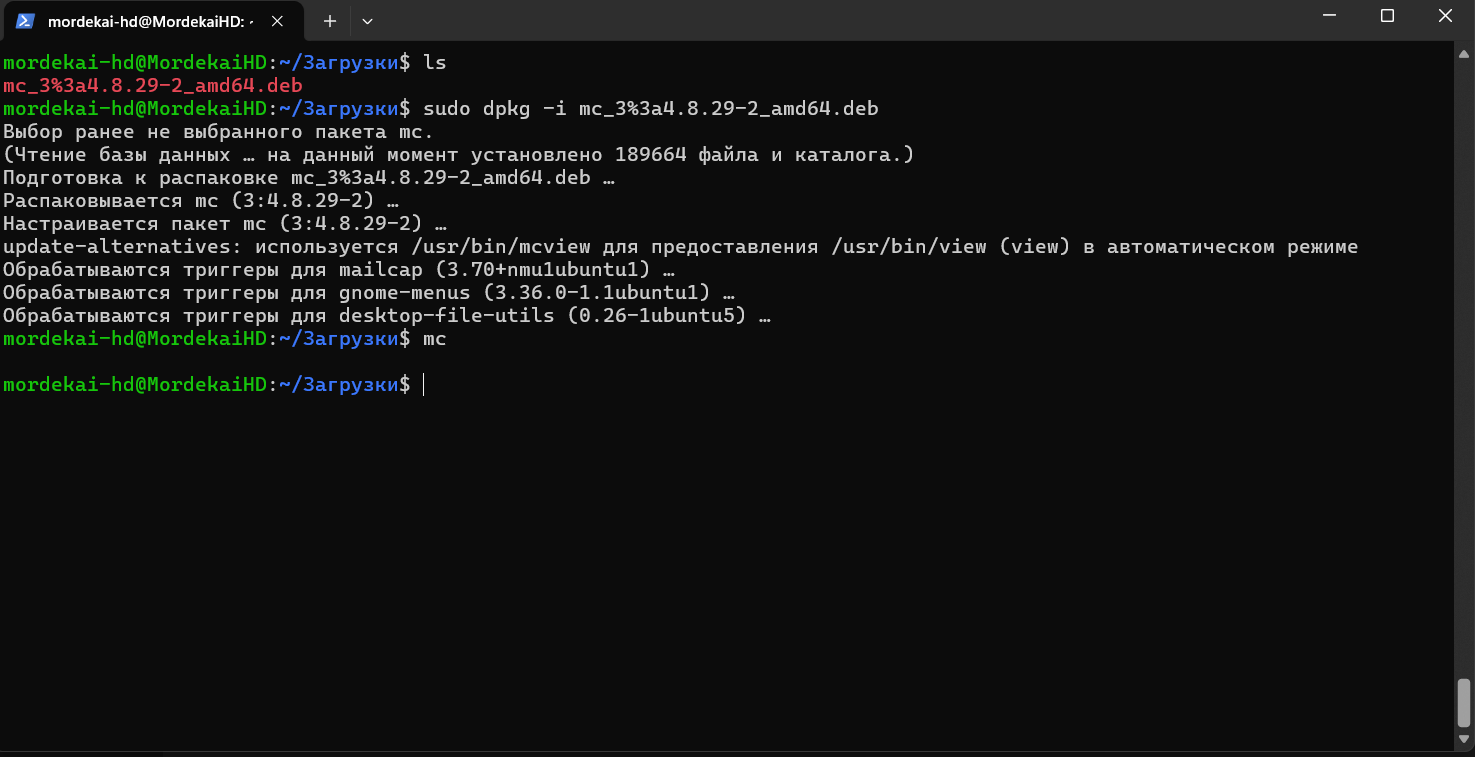 mordekai-hd@MordekaiHD: -
mordekai-hd@MordekaiHD:~/Загрузки$ ls
mc_3%3a4.8.29-2_amd64.deb
mordekai-hd@MordekaiHD:~/Загрузки$ sudo dpkg -i mc_3%3a4.8.29-2_amd64.deb
Выбор ранее не выбранного пакета mc.
(Чтение базы данных … на данный момент установлено 189664 файла и каталога.)
Подготовка к распаковке mc_3%3a4.8.29-2_amd64.deb …
Распаковывается mc (3:4.8.29-2) …
Настраивается пакет mc (3:4.8.29-2) …
update-alternatives: используется /usr/bin/mcview для предоставления /usr/bin/view (view) в автоматическом режиме
Обрабатываются триггеры для mailcap (3.70+nmu1ubuntu1) …
Обрабатываются триггеры для gnome-menus (3.36.0-1.1ubuntu1) …
Обрабатываются триггеры для desktop-file-utils (0.26-1ubuntu5) …
mordekai-hd@MordekaiHD:~/Загрузки$ mc
mordekai-hd@MordekaiHD:~/Загрузки$